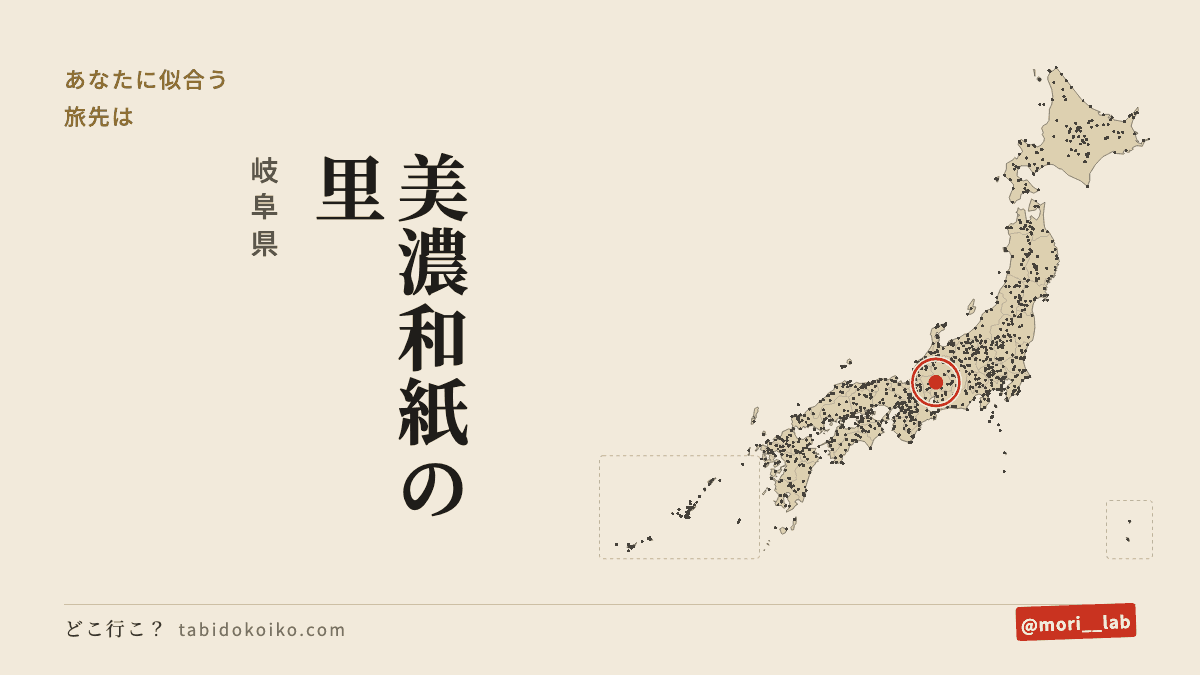 あなたに似合う
旅先は
美濃和紙の
里
岐阜県
どこ行こ？ tabidokoiko.com
@mori__lab